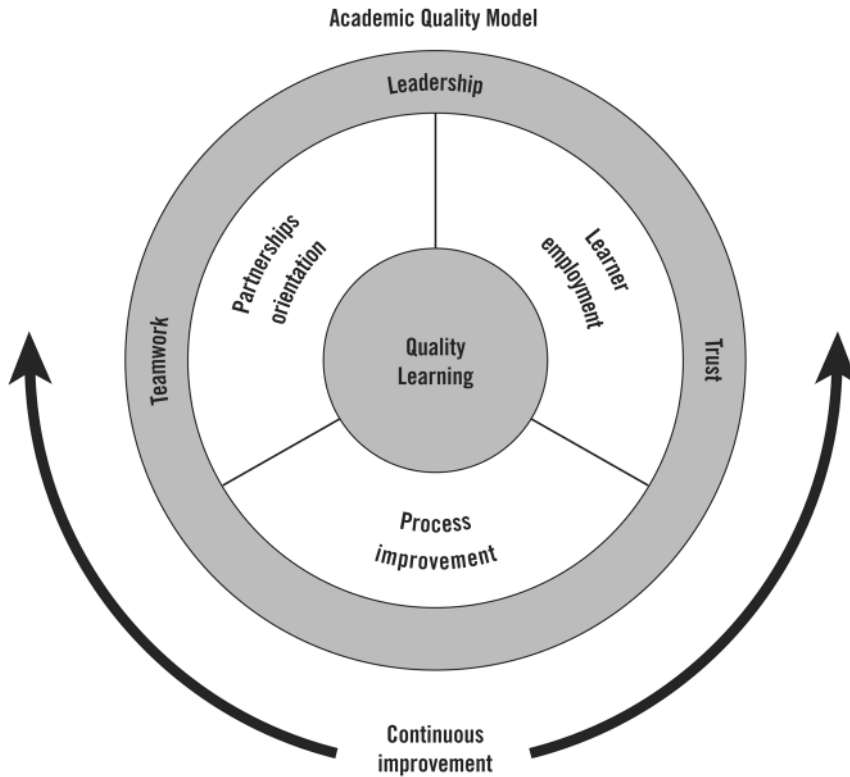 Academic Quality Model
Leadership
Partnerships
orientation
Learner
employment
Teamwork
Quality
Learning
Trust
Process
improvement
Continuous
improvement